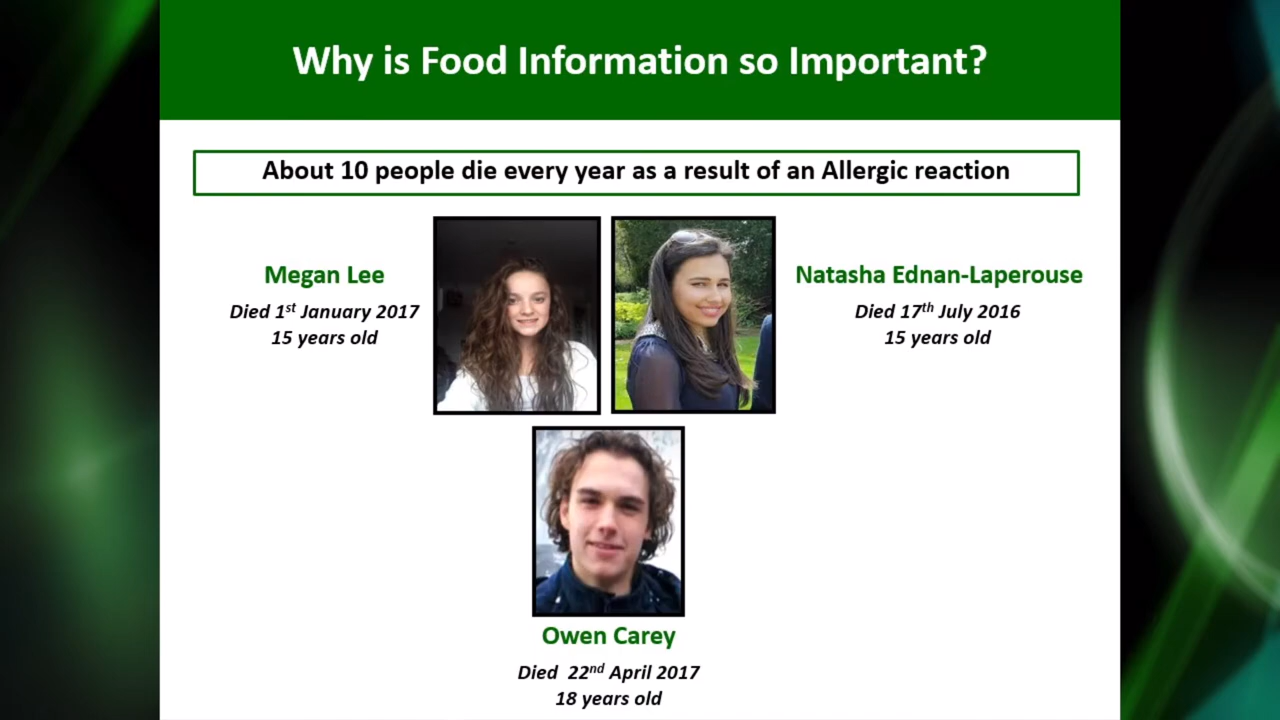 Why is Food Information so Important?
About 10 people die every year as a result of an Allergic reaction
Megan Lee
Died 1st January 2017
15 years old
Natasha Ednan-Laperouse
Died 17th July 2016
15 years old
Owen Carey
Died 22nd April 2017
18 years old